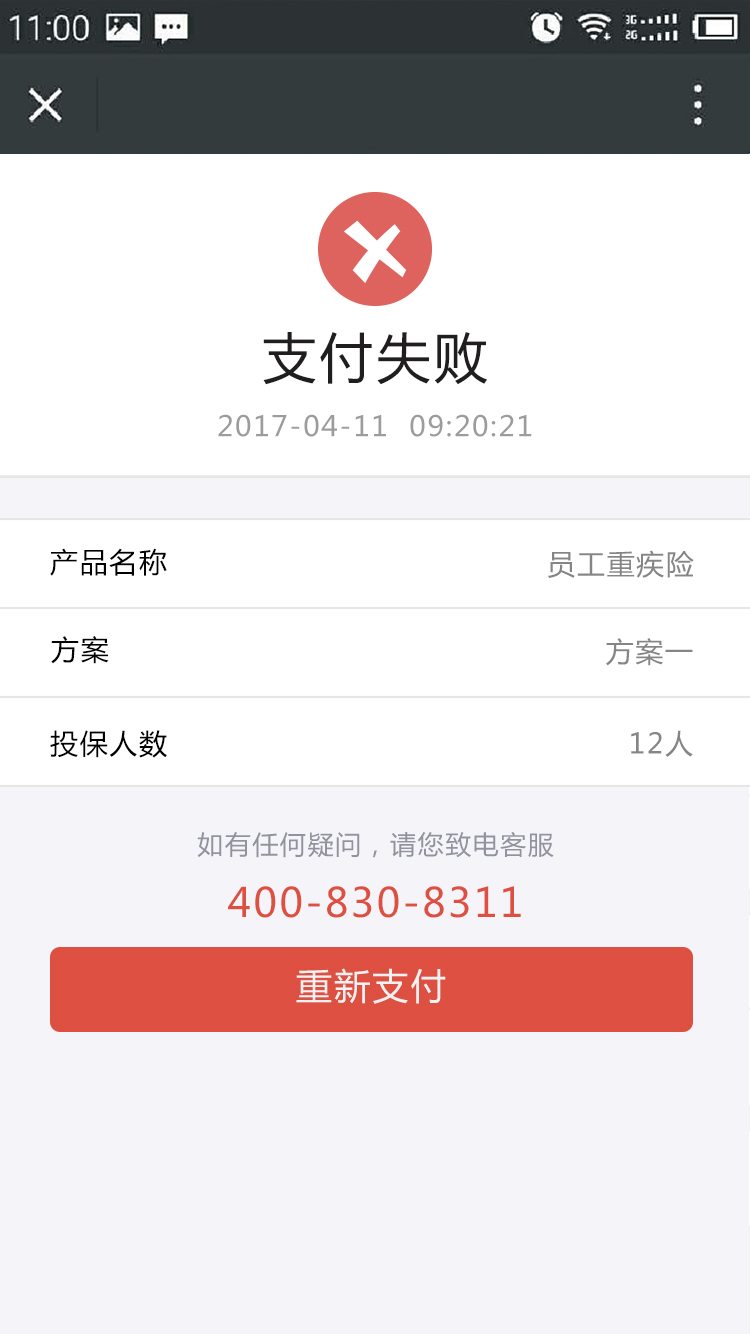 11:00
3G
2G
支付失败
2017-04-11 09:20:21
产品名称 员工重疾险
方案 方案一
投保人数 12人
如有任何疑问，请您致电客服
400-830-8311
重新支付